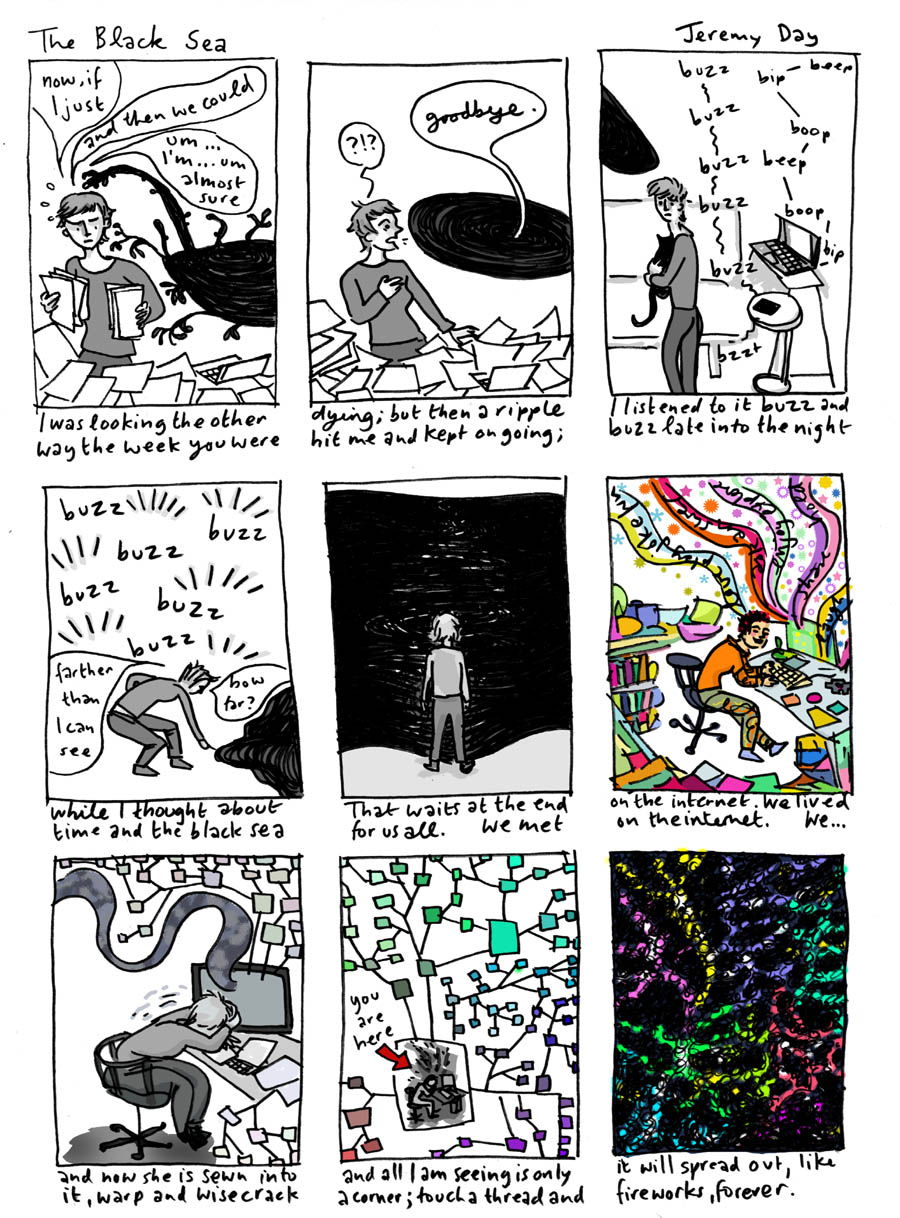 The Black Sea
Jeremy Day
now, if
I just
and then we could
um ...
I'm ... um
almost
sure
I was looking the other
way the week you were
?!?
goodbye.
dying; but then a ripple
hit me and kept on going;
buzz
buzz
buzz
buzz
buzz
bzzt
bip
beep
boop
beep
boop
bip
I listened to it buzz and
buzz late into the night
buzz
buzz
buzz
buzz
buzz
buzz
farther
than
I can
see
how
far?
while I thought about
time and the black sea
That waits at the end
for us all. We met
on the internet. We lived
on the internet. We...
and now she is sewn into
it, warp and wisecrack
you
are
here
and all I am seeing is only
a corner; touch a thread and
it will spread out, like
fireworks, forever.